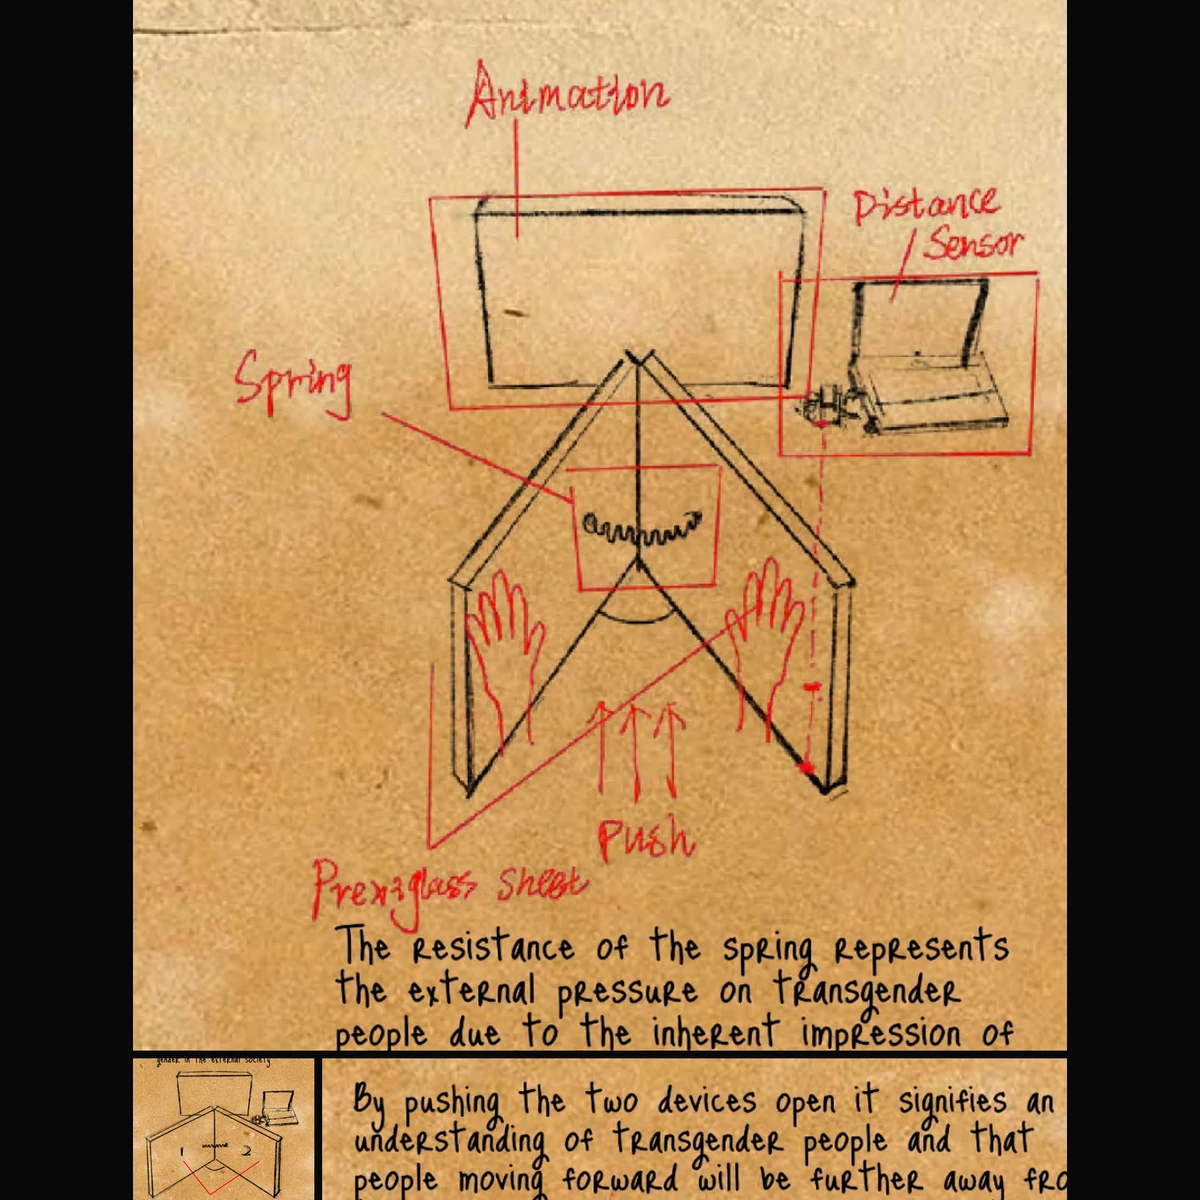 Animation
Distance
Sensor
Spring
Push
Prexiglass sheet
The resistance of the spring represents
the external pressure on transgender
people due to the inherent impression of
gender in the external society
1
2
By pushing the two devices open it signifies an
understanding of transgender people and that
people moving forward will be further away fro